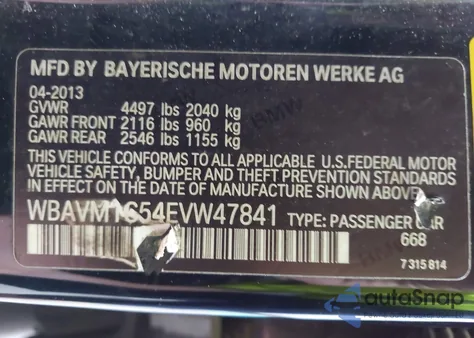 MFD BY BAYERISCHE MOTOREN WERKE AG
04-2013
GVWR 4497 lbs 2040 kg
GAWR FRONT 2116 lbs 960 kg
GAWR REAR 2546 lbs 1155 kg
THIS VEHICLE CONFORMS TO ALL APPLICABLE U.S.FEDERAL MOTOR
VEHICLE SAFETY, BUMPER AND THEFT PREVENTION STANDARDS
IN EFFECT ON THE DATE OF MANUFACTURE SHOWN ABOVE.
WBAVM1C54EVW47841 TYPE: PASSENGER CAR
668
7 315 814
autoSnap